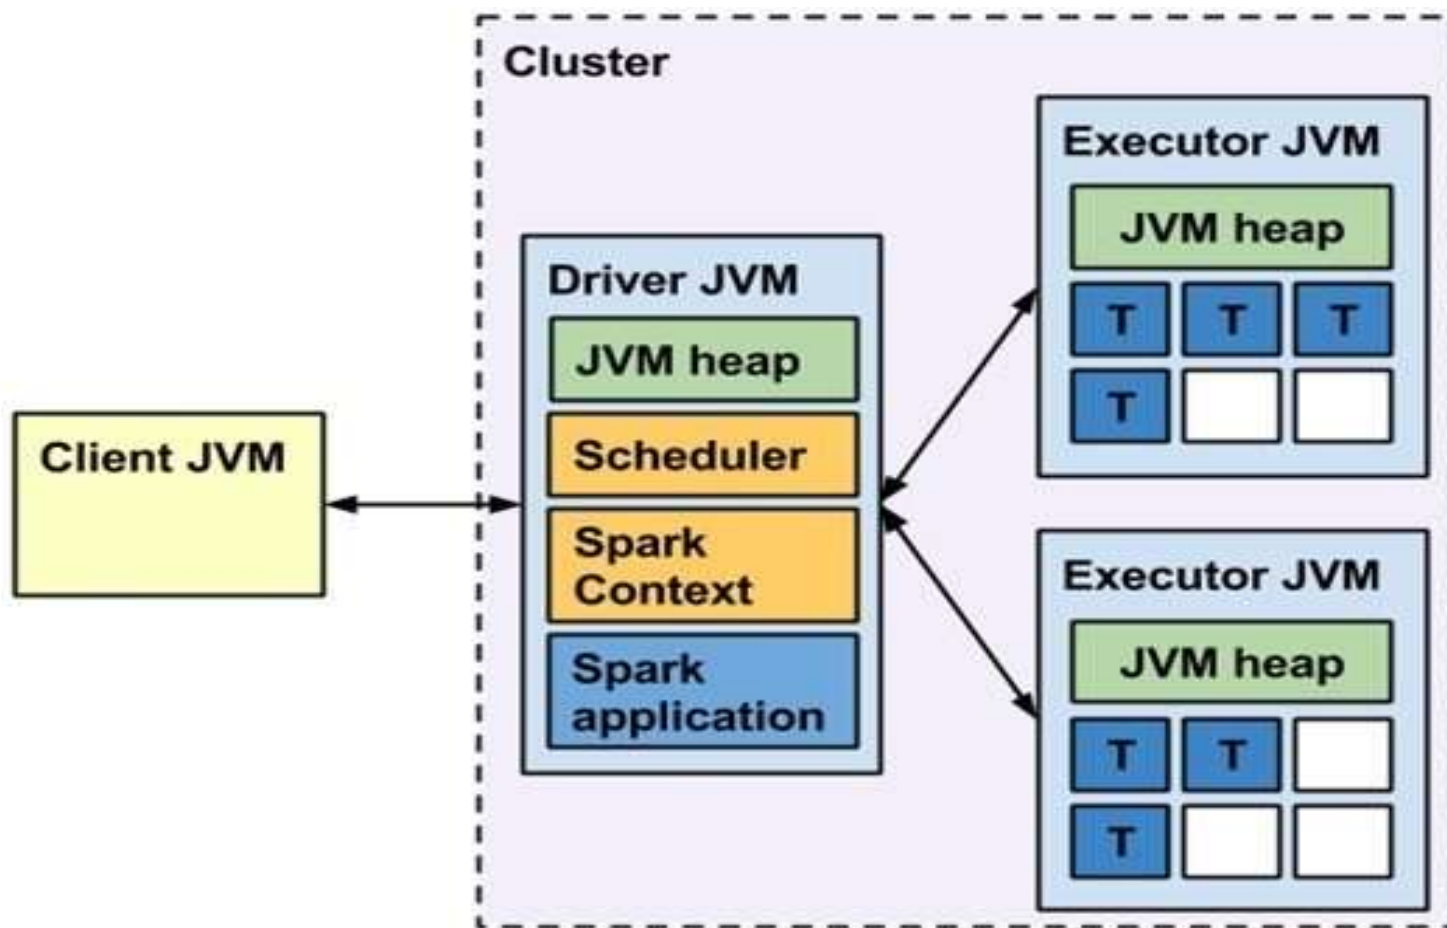 Cluster
Client JVM
Driver JVM
JVM heap
Scheduler
Spark
Context
Spark
application
Executor JVM
JVM heap
T T T
T
Executor JVM
JVM heap
T T
T